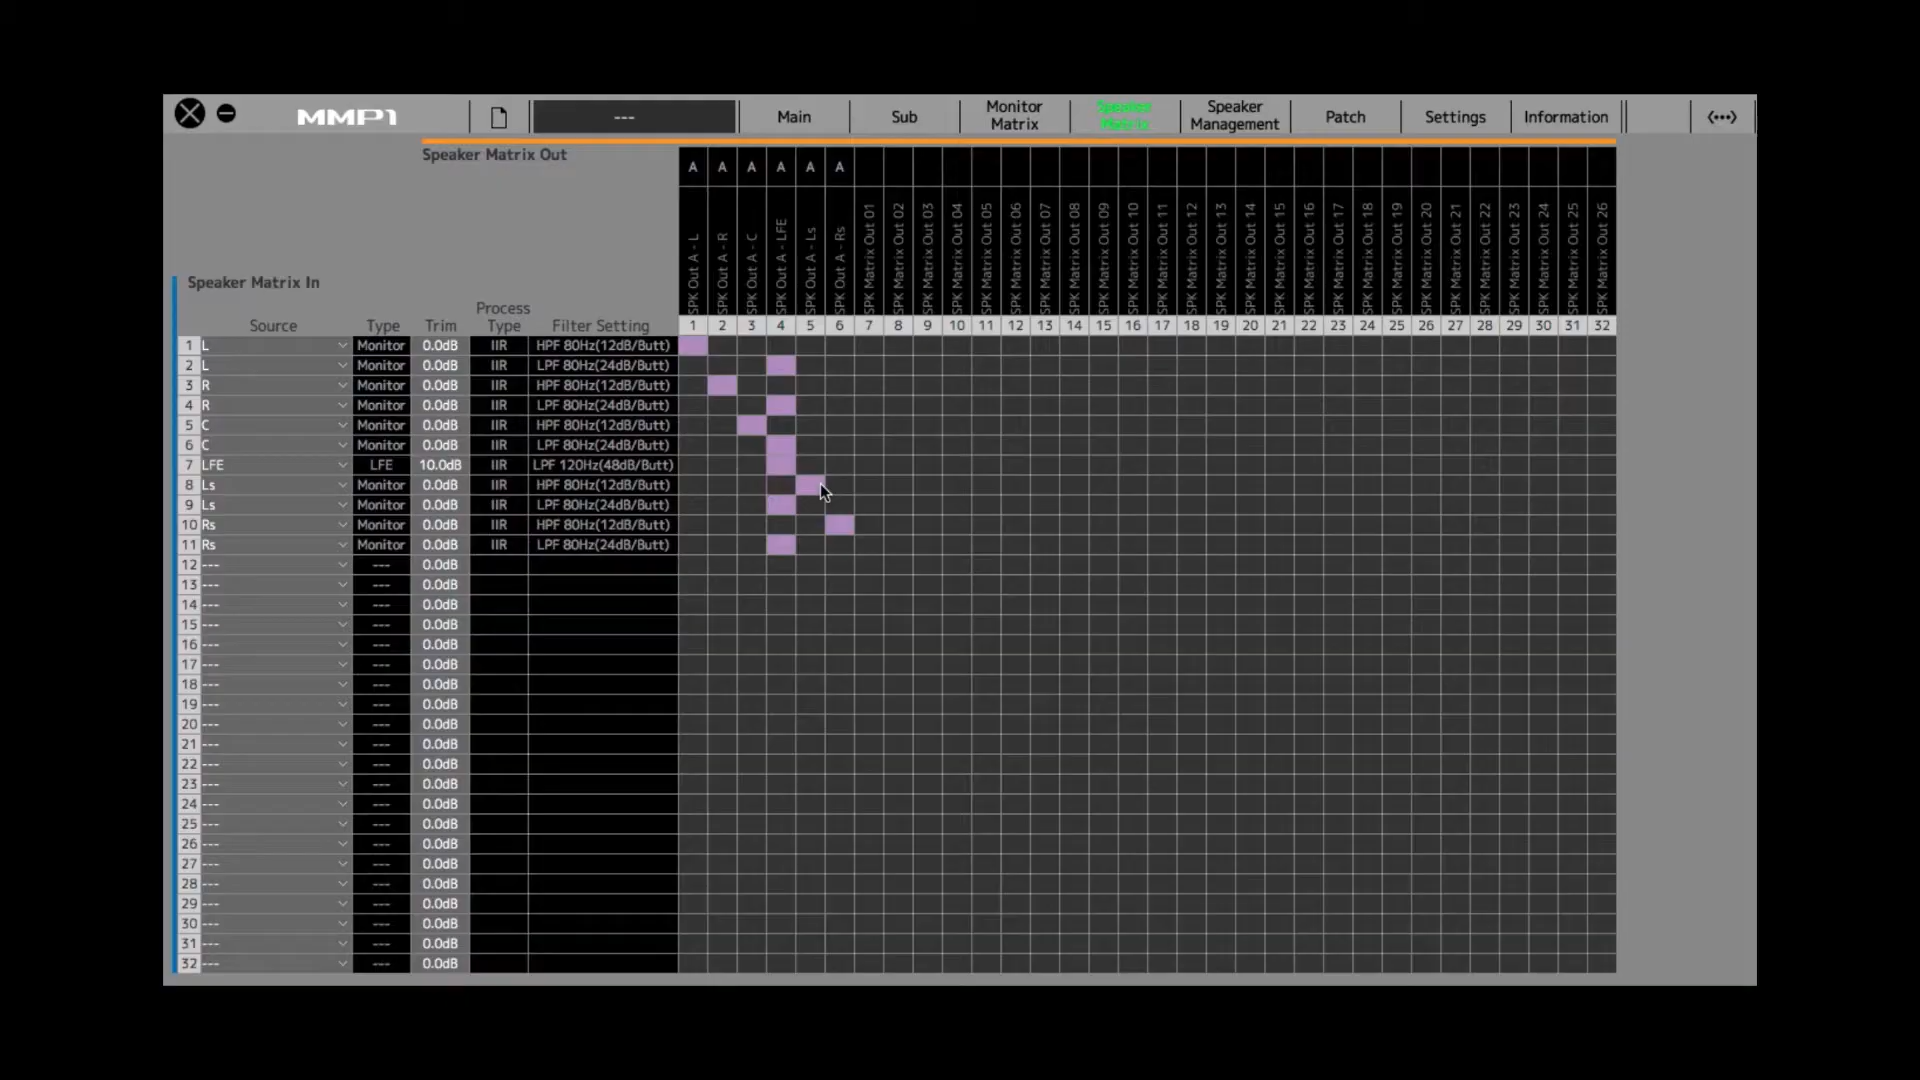 MMP1 --- Main Sub Monitor Matrix Speaker Matrix Speaker Management Patch Settings Information
Speaker Matrix Out
A A A A A A
SPK Out A - L
SPK Out A - R
SPK Out A - C
SPK Out A - LFE
SPK Out A - Ls
SPK Out A - Rs
SPK Matrix Out 01
SPK Matrix Out 02
SPK Matrix Out 03
SPK Matrix Out 04
SPK Matrix Out 05
SPK Matrix Out 06
SPK Matrix Out 07
SPK Matrix Out 08
SPK Matrix Out 09
SPK Matrix Out 10
SPK Matrix Out 11
SPK Matrix Out 12
SPK Matrix Out 13
SPK Matrix Out 14
SPK Matrix Out 15
SPK Matrix Out 16
SPK Matrix Out 17
SPK Matrix Out 18
SPK Matrix Out 19
SPK Matrix Out 20
SPK Matrix Out 21
SPK Matrix Out 22
SPK Matrix Out 23
SPK Matrix Out 24
SPK Matrix Out 25
SPK Matrix Out 26
Speaker Matrix In
Source Type Trim Process Type Filter Setting
1 2 3 4 5 6 7 8 9 10 11 12 13 14 15 16 17 18 19 20 21 22 23 24 25 26 27 28 29 30 31 32
1 L Monitor 0.0dB IIR HPF 80Hz(12dB/Butt)
2 L Monitor 0.0dB IIR LPF 80Hz(24dB/Butt)
3 R Monitor 0.0dB IIR HPF 80Hz(12dB/Butt)
4 R Monitor 0.0dB IIR LPF 80Hz(24dB/Butt)
5 C Monitor 0.0dB IIR HPF 80Hz(12dB/Butt)
6 C Monitor 0.0dB IIR LPF 80Hz(24dB/Butt)
7 LFE LFE 10.0dB IIR LPF 120Hz(48dB/Butt)
8 Ls Monitor 0.0dB IIR HPF 80Hz(12dB/Butt)
9 Ls Monitor 0.0dB IIR LPF 80Hz(24dB/Butt)
10 Rs Monitor 0.0dB IIR HPF 80Hz(12dB/Butt)
11 Rs Monitor 0.0dB IIR LPF 80Hz(24dB/Butt)
12 --- --- 0.0dB
13 --- --- 0.0dB
14 --- --- 0.0dB
15 --- --- 0.0dB
16 --- --- 0.0dB
17 --- --- 0.0dB
18 --- --- 0.0dB
19 --- --- 0.0dB
20 --- --- 0.0dB
21 --- --- 0.0dB
22 --- --- 0.0dB
23 --- --- 0.0dB
24 --- --- 0.0dB
25 --- --- 0.0dB
26 --- --- 0.0dB
27 --- --- 0.0dB
28 --- --- 0.0dB
29 --- --- 0.0dB
30 --- --- 0.0dB
31 --- --- 0.0dB
32 --- --- 0.0dB